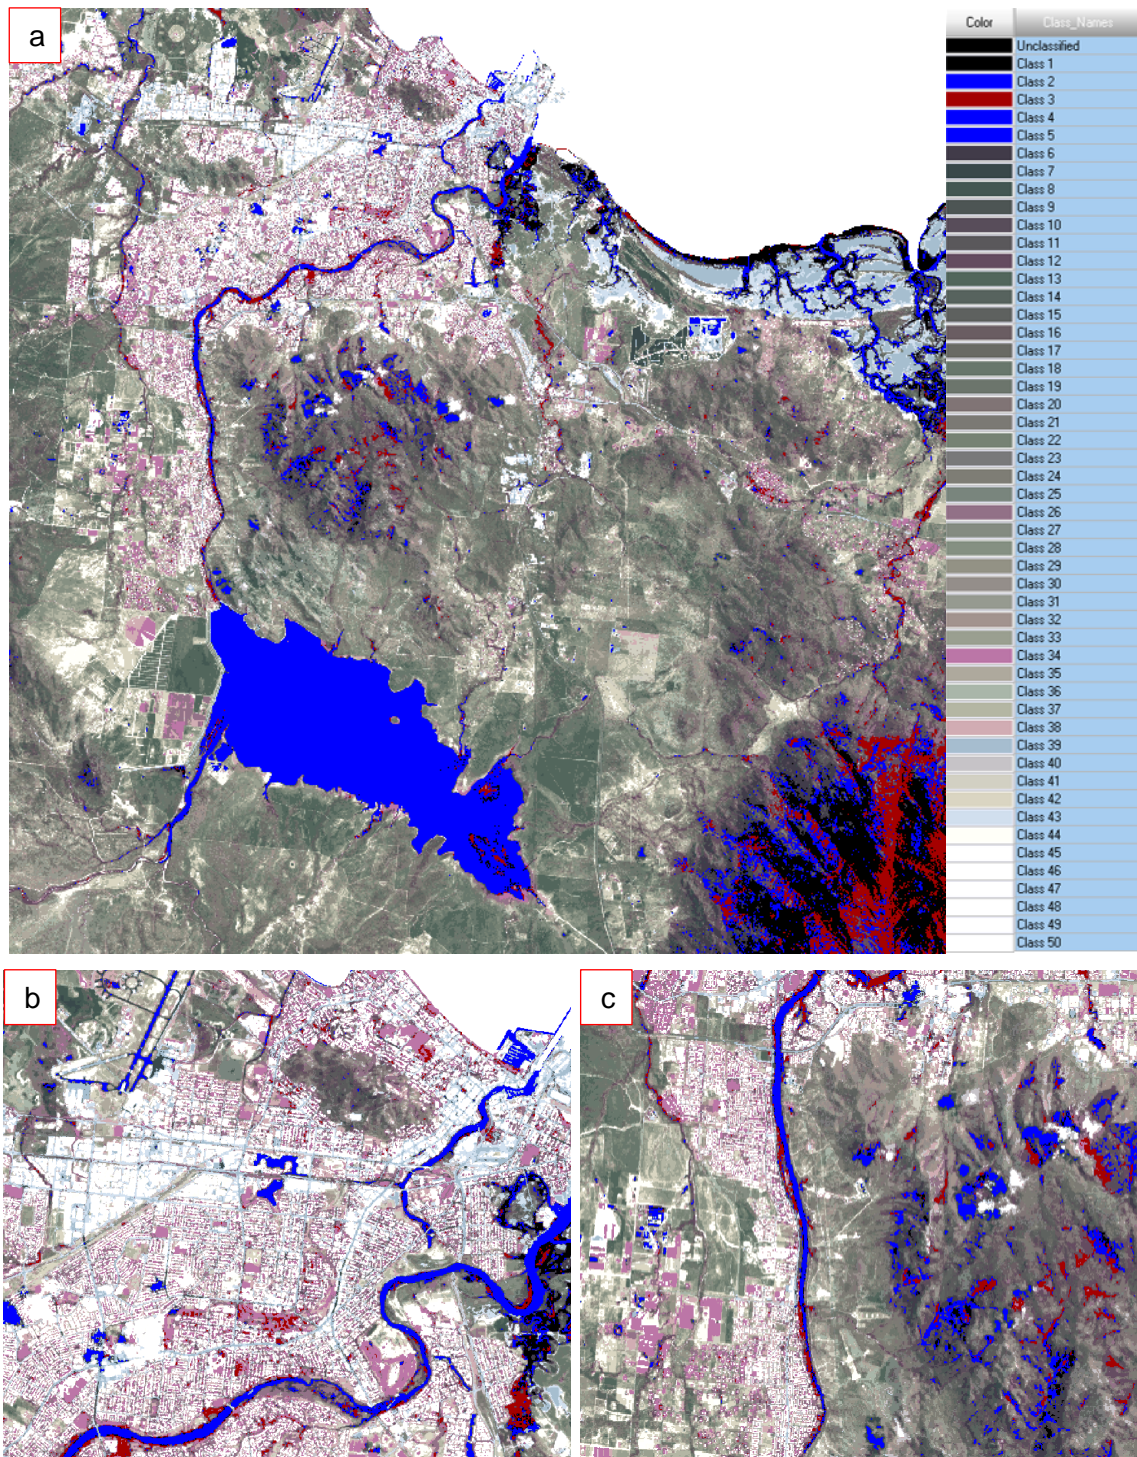 a
Color Class_Names
Unclassified
Class 1
Class 2
Class 3
Class 4
Class 5
Class 6
Class 7
Class 8
Class 9
Class 10
Class 11
Class 12
Class 13
Class 14
Class 15
Class 16
Class 17
Class 18
Class 19
Class 20
Class 21
Class 22
Class 23
Class 24
Class 25
Class 26
Class 27
Class 28
Class 29
Class 30
Class 31
Class 32
Class 33
Class 34
Class 35
Class 36
Class 37
Class 38
Class 39
Class 40
Class 41
Class 42
Class 43
Class 44
Class 45
Class 46
Class 47
Class 48
Class 49
Class 50
b
c